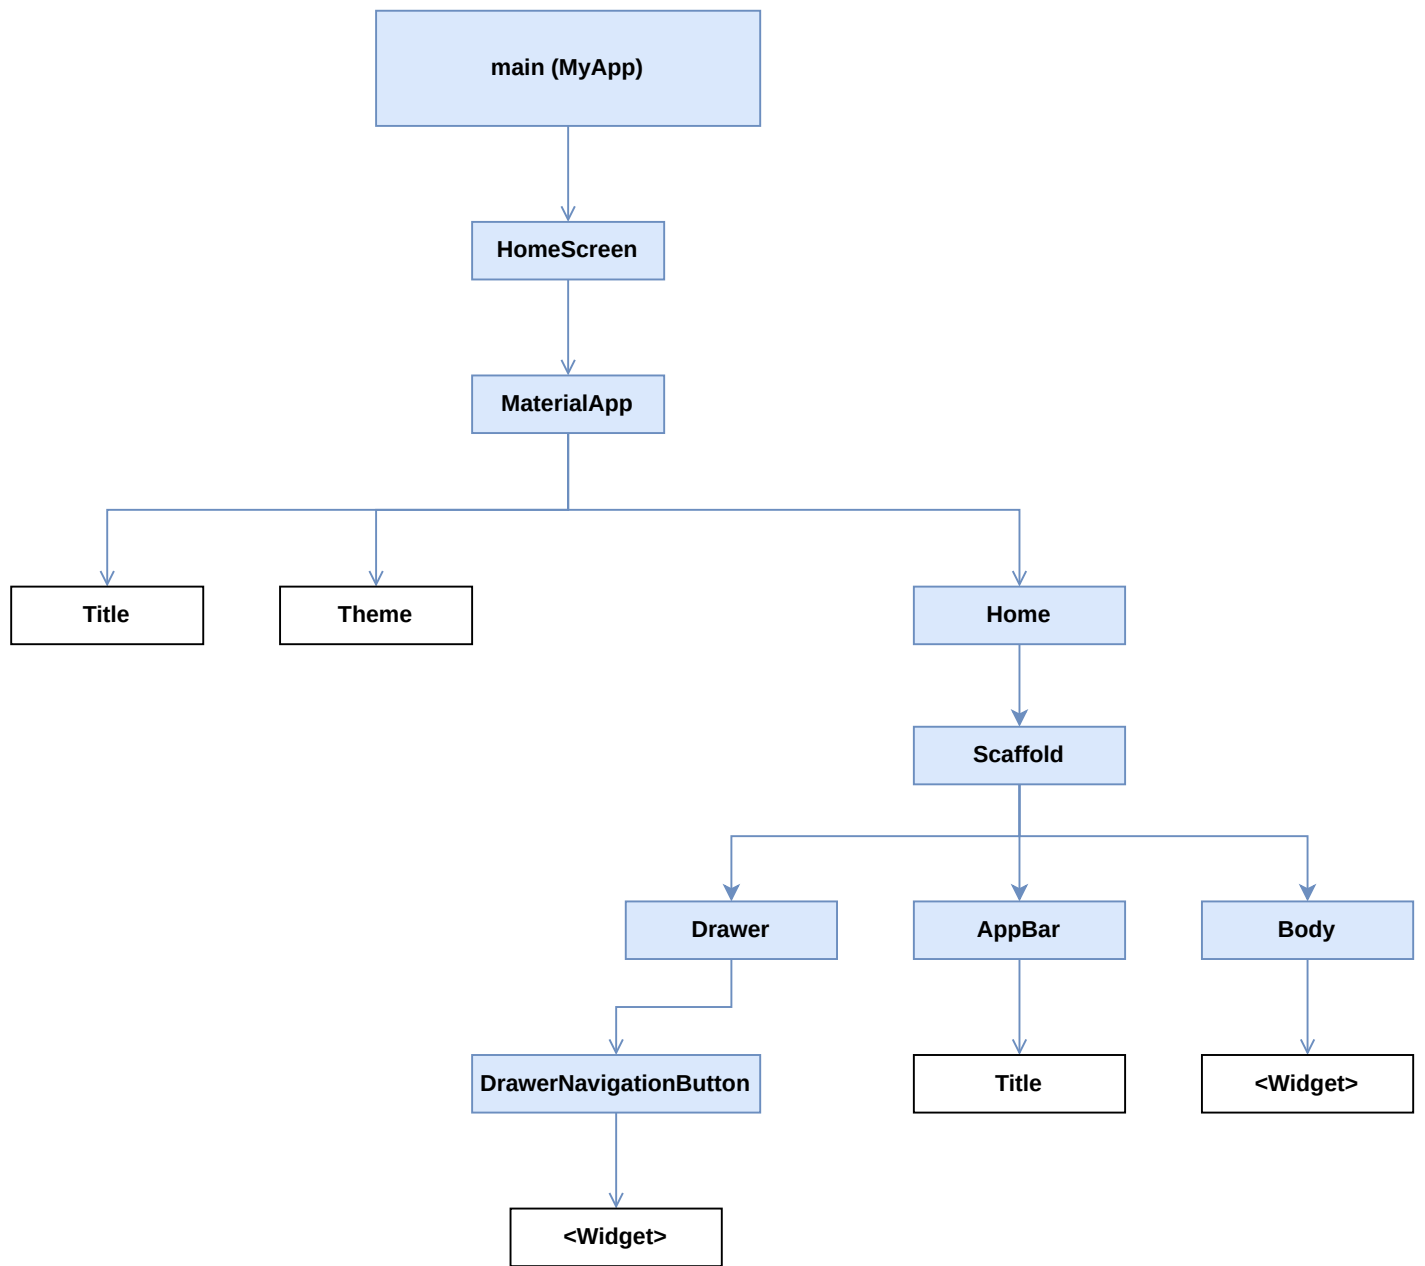 main (MyApp)
HomeScreen
MaterialApp
Title
Theme
Home
Scaffold
Drawer
AppBar
Body
DrawerNavigationButton
Title
<Widget>
<Widget>